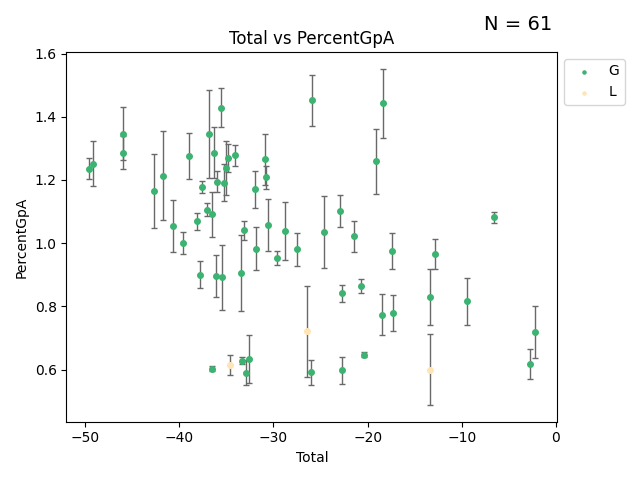 N = 61
Total vs PercentGpA
G
L
1.6
1.4
1.2
1.0
0.8
0.6
PercentGpA
−50 −40 −30 −20 −10 0
Total